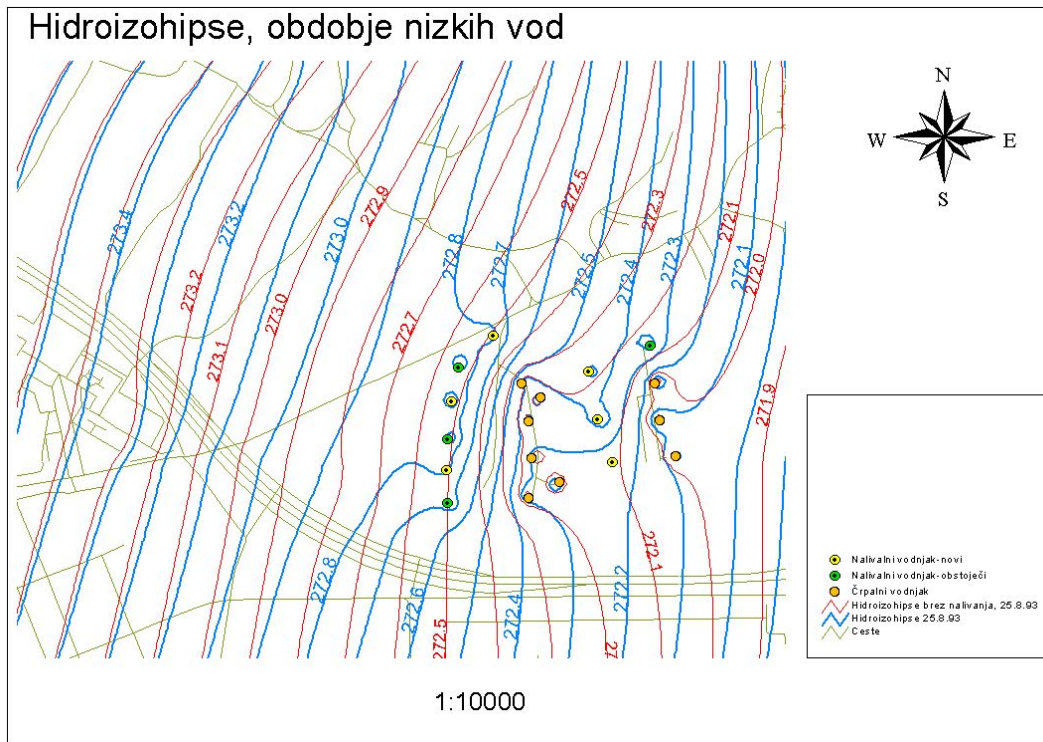 Hidroizohipse, obdobje nizkih vod
N
W
E
S
273.4
273.2
273.0
272.9
272.8
272.7
272.5
272.5
272.4
272.3
272.3
272.1
272.1
272.0
273.2
273.1
273.0
272.7
271.9
272.8
272.6
272.5
272.4
272.2
272.1
27
Nalivalni vodnjak-novi
Nalivalni vodnjak-obstoječi
Črpalni vodnjak
Hidroizohipse brez nalivanja, 25.8.93
Hidroizohipse 25.8.93
Ceste
1:10000